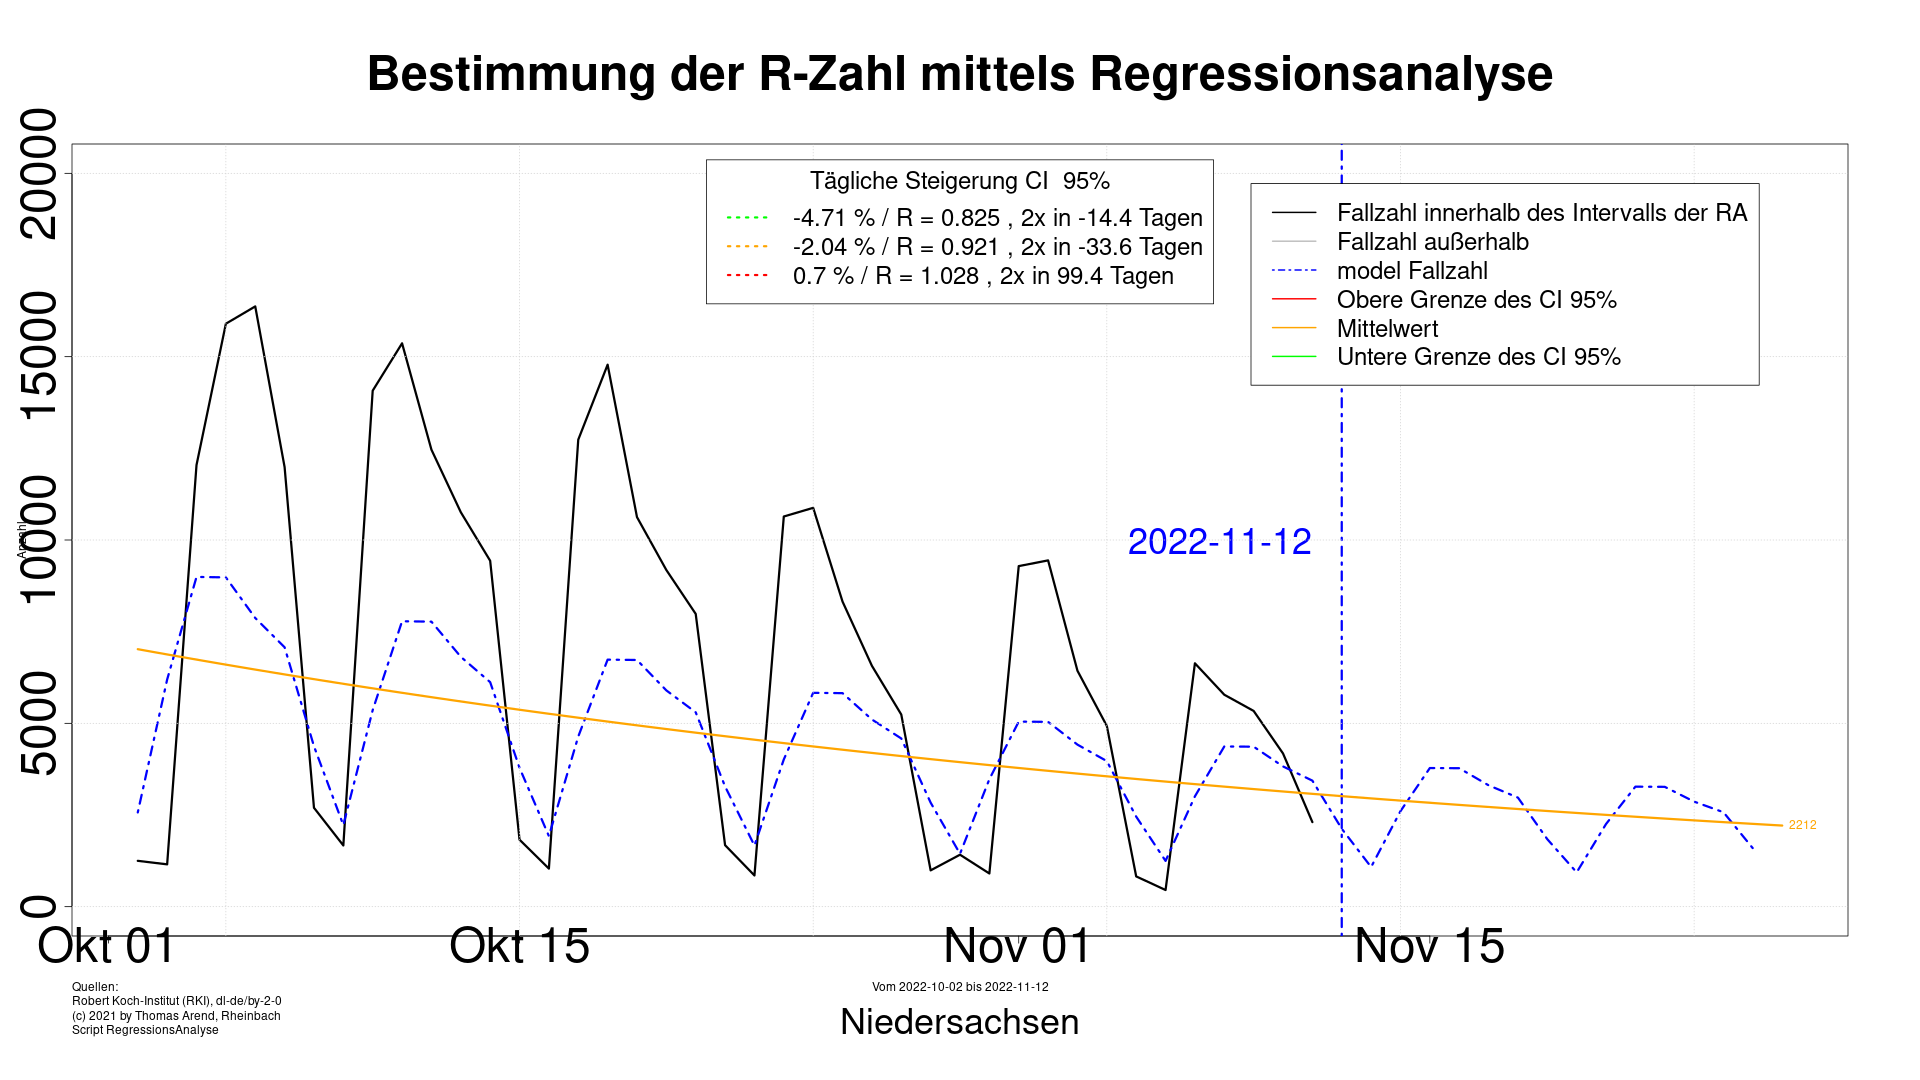 Bestimmung der R-Zahl mittels Regressionsanalyse
20000
15000
10000
5000
0
Anzahl
Tägliche Steigerung CI  95%
-4.71 % / R = 0.825 , 2x in -14.4 Tagen
-2.04 % / R = 0.921 , 2x in -33.6 Tagen
0.7 % / R = 1.028 , 2x in 99.4 Tagen
Fallzahl innerhalb des Intervalls der RA
Fallzahl außerhalb
model Fallzahl
Obere Grenze des CI 95%
Mittelwert
Untere Grenze des CI 95%
2022-11-12
2212
Okt 01
Okt 15
Nov 01
Nov 15
Quellen:
Robert Koch-Institut (RKI), dl-de/by-2-0
(c) 2021 by Thomas Arend, Rheinbach
Script RegressionsAnalyse
Vom 2022-10-02 bis 2022-11-12
Niedersachsen